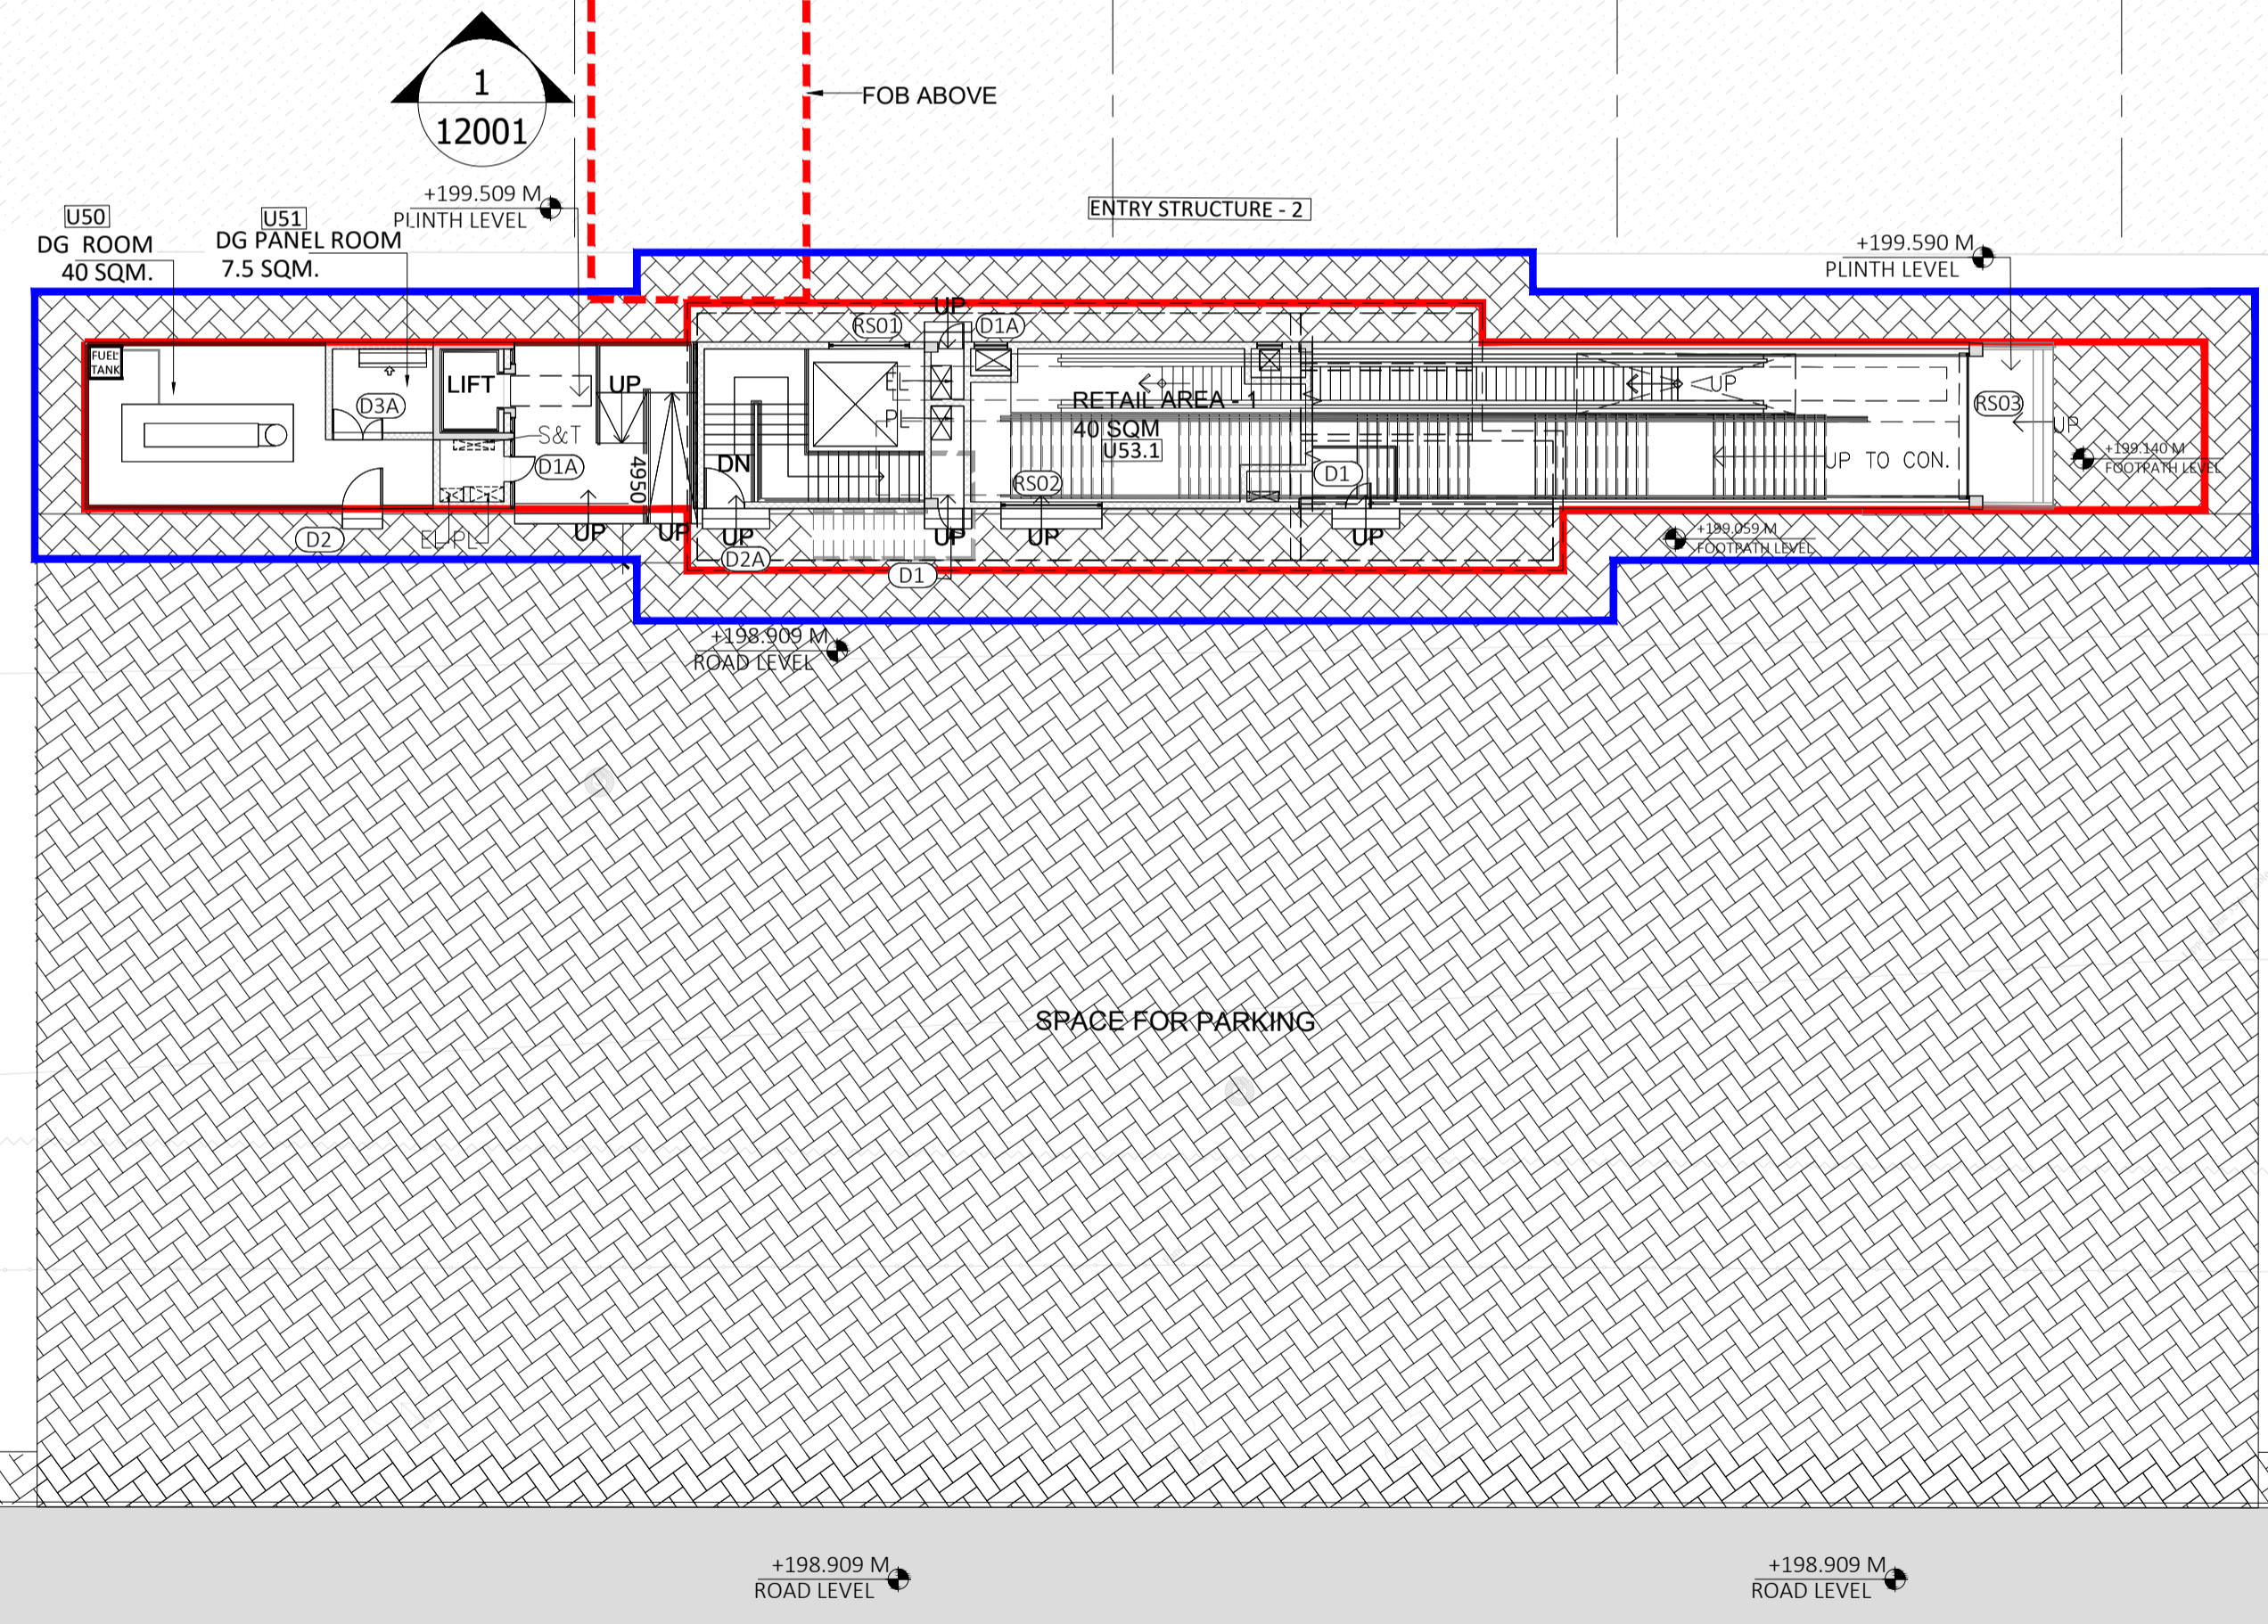 1
12001
FOB ABOVE
+199.509 M
PLINTH LEVEL
ENTRY STRUCTURE - 2
U50
DG ROOM
40 SQM.
U51
DG PANEL ROOM
7.5 SQM.
+199.590 M
PLINTH LEVEL
UP
RS01
D1A
FUEL
TANK
LIFT
UP
D3A
EL
PL
RETAIL AREA - 1
40 SQM
U53.1
UP
RS03
UP
S&T
D1A
4950
DN
RS02
D1
UP TO CON.
+199.140 M
FOOTPATH LEVEL
D2
EL PL
UP
UP
UP
D2A
UP
D1
UP
UP
+199.059 M
FOOTPATH LEVEL
+198.909 M
ROAD LEVEL
SPACE FOR PARKING
+198.909 M
ROAD LEVEL
+198.909 M
ROAD LEVEL